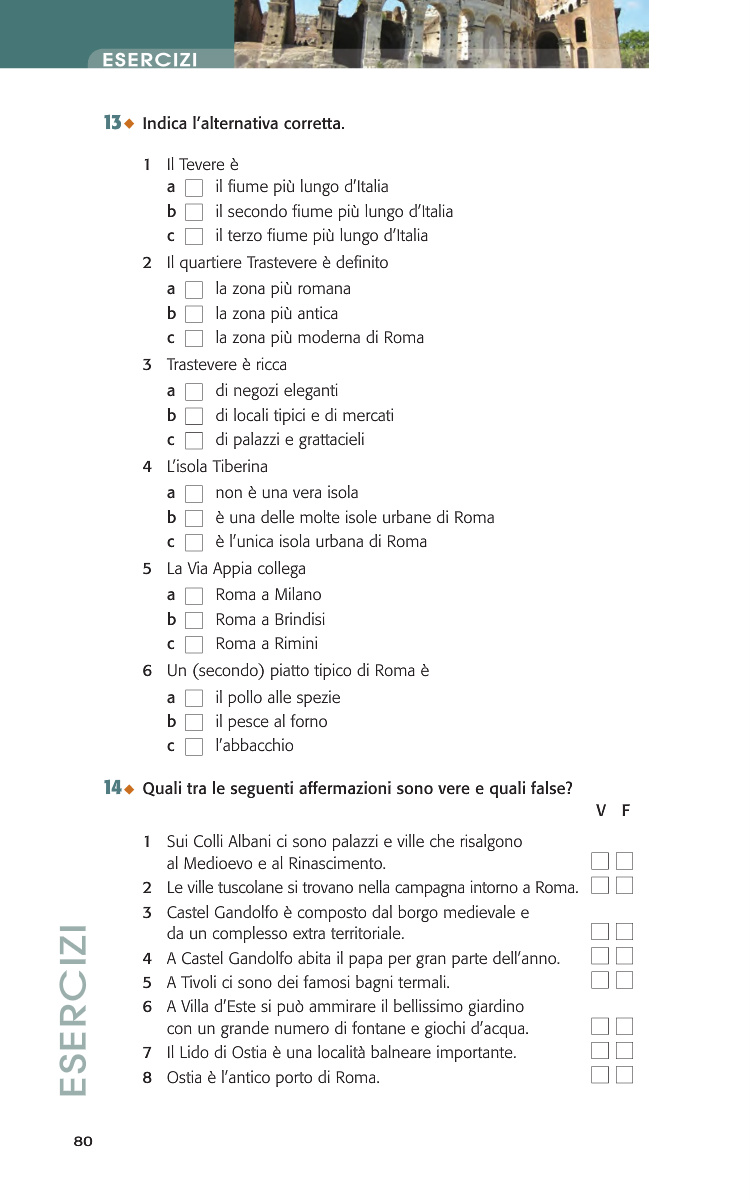 ESERCIZI
13 Indica l'alternativa corretta.
1 Il Tevere è
a il fiume più lungo d'Italia
b il secondo fiume più lungo d'Italia
c il terzo fiume più lungo d'Italia
2 Il quartiere Trastevere è definito
a la zona più romana
b la zona più antica
c la zona più moderna di Roma
3 Trastevere è ricca
a di negozi eleganti
b di locali tipici e di mercati
c di palazzi e grattacieli
4 L'isola Tiberina
a non è una vera isola
b è una delle molte isole urbane di Roma
c è l'unica isola urbana di Roma
5 La Via Appia collega
a Roma a Milano
b Roma a Brindisi
c Roma a Rimini
6 Un (secondo) piatto tipico di Roma è
a il pollo alle spezie
b il pesce al forno
c l'abbacchio
14 Quali tra le seguenti affermazioni sono vere e quali false?
V F
1 Sui Colli Albani ci sono palazzi e ville che risalgono
al Medioevo e al Rinascimento.
2 Le ville tuscolane si trovano nella campagna intorno a Roma.
3 Castel Gandolfo è composto dal borgo medievale e
da un complesso extra territoriale.
4 A Castel Gandolfo abita il papa per gran parte dell'anno.
5 A Tivoli ci sono dei famosi bagni termali.
6 A Villa d'Este si può ammirare il bellissimo giardino
con un grande numero di fontane e giochi d'acqua.
7 Il Lido di Ostia è una località balneare importante.
8 Ostia è l'antico porto di Roma.
ESERCIZI
80